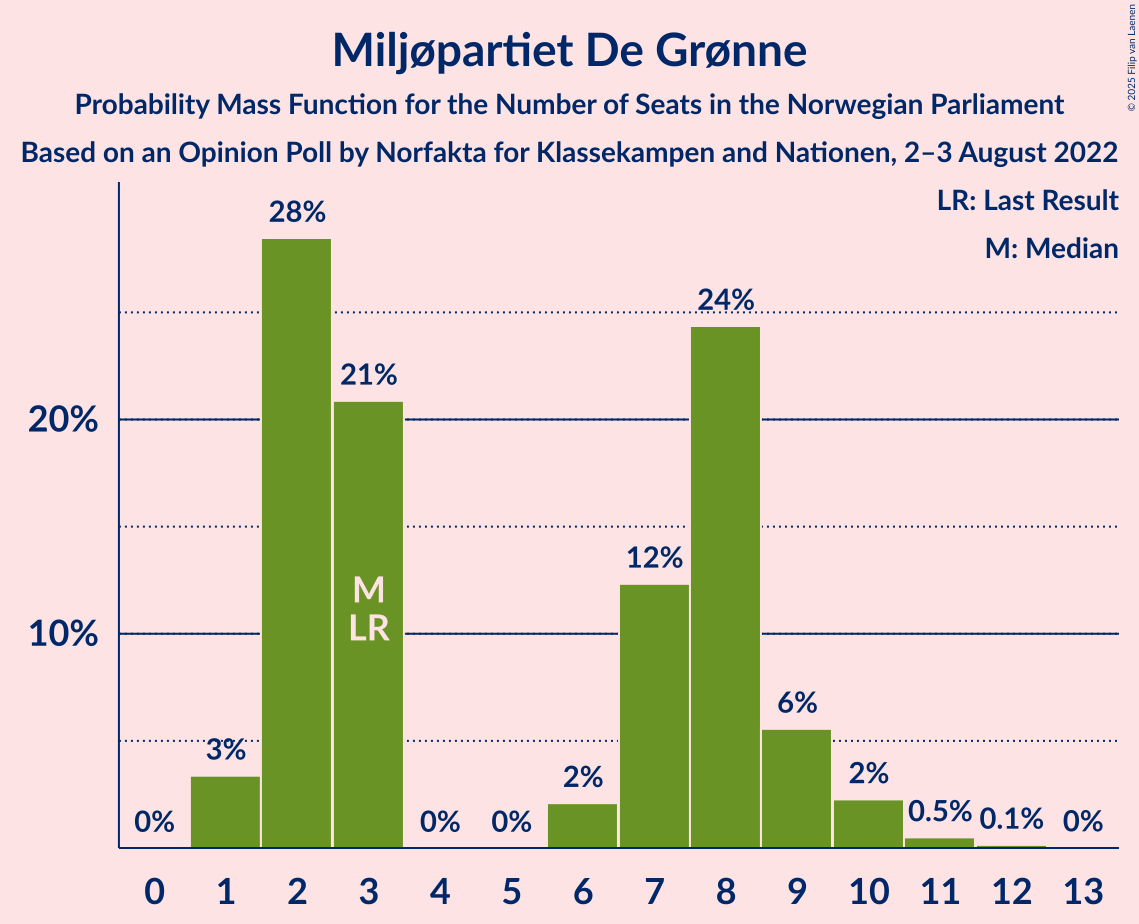 Miljøpartiet De Grønne
Probability Mass Function for the Number of Seats in the Norwegian Parliament
Based on an Opinion Poll by Norfakta for Klassekampen and Nationen, 2–3 August 2022
© 2025 Filip van Laenen
LR: Last Result
M: Median
28%
24%
21%
20%
12%
M
LR
10%
6%
3%
2%
2%
0%
0%
0%
0.5%
0.1%
0%
0 1 2 3 4 5 6 7 8 9 10 11 12 13